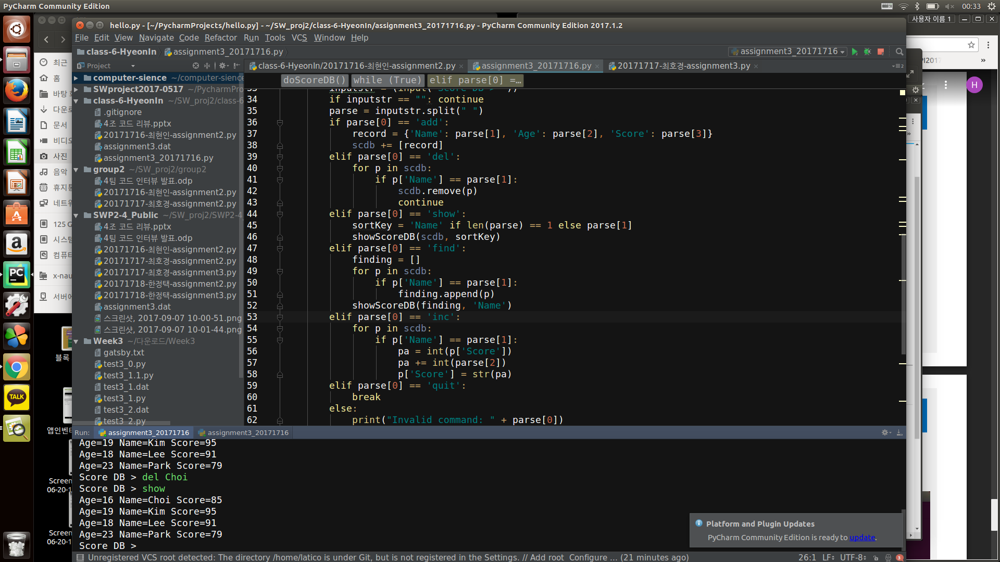 PyCharm Community Edition
00:33
hello.py - [~/PycharmProjects/hello.py] - ~/SW_proj2/class-6-HyeonIn/assignment3_20171716.py - PyCharm Community Edition 2017.1.2
사용자 이름 1
File Edit View Navigate Code Refactor Run Tools VCS Window Help
class-6-HyeonIn assignment3_20171716.py
assignment3_20171716
Project
class-6-HyeonIn/20171716-최현인-assignment2.py
assignment3_20171716.py
20171717-최호경-assignment3.py
최근
홈
바탕
다운로
문서
비디오
사진
음악
휴지통
네트워
125 G
시스템
컴퓨터
x-nau
서버에
computer-sience ~/computer-sience
SWproject2017-0517 ~/PycharmPro
class-6-HyeonIn ~/SW_proj2/class-6
.gitignore
4조 코드 리뷰.pptx
20171716-최현인-assignment2.py
assignment3.dat
assignment3_20171716.py
group2 ~/SW_proj2/group2
4팀 코드 인터뷰 발표.odp
20171716-최현인-assignment2.py
20171717-최호경-assignment2.py
SWP2-4_Public ~/SW_proj2/SWP2-4
4조 코드 리뷰.pptx
4팀 코드 인터뷰 발표.odp
20171716-최현인-assignment2.py
20171717-최호경-assignment2.py
20171717-최호경-assignment3.py
20171718-한정택-assignment2.py
20171718-한정택-assignment3.py
assignment3.dat
스크린샷, 2017-09-07 10-00-51.png
스크린샷, 2017-09-07 10-01-44.png
Week3 ~/다운로드/Week3
gatsby.txt
test3_0.py
test3_1.1.py
test3_1.dat
test3_1.py
test3_2.dat
test3_2.py
doScoreDB() while (True) elif parse[0] =…
33 inputstr = (input("Score DB > "))
34 if inputstr == "": continue
35 parse = inputstr.split(" ")
36 if parse[0] == 'add':
37 record = {'Name': parse[1], 'Age': parse[2], 'Score': parse[3]}
38 scdb += [record]
39 elif parse[0] == 'del':
40 for p in scdb:
41 if p['Name'] == parse[1]:
42 scdb.remove(p)
43 continue
44 elif parse[0] == 'show':
45 sortKey = 'Name' if len(parse) == 1 else parse[1]
46 showScoreDB(scdb, sortKey)
47 elif parse[0] == 'find':
48 finding = []
49 for p in scdb:
50 if p['Name'] == parse[1]:
51 finding.append(p)
52 showScoreDB(finding, 'Name')
53 elif parse[0] == 'inc':
54 for p in scdb:
55 if p['Name'] == parse[1]:
56 pa = int(p['Score'])
57 pa += int(parse[2])
58 p['Score'] = str(pa)
59 elif parse[0] == 'quit':
60 break
61 else:
62 print("Invalid command: " + parse[0])
Run: assignment3_20171716 assignment3_20171716
Age=19 Name=Kim Score=95
Age=18 Name=Lee Score=91
Age=23 Name=Park Score=79
Score DB > del Choi
Score DB > show
Age=16 Name=Choi Score=85
Age=19 Name=Kim Score=95
Age=18 Name=Lee Score=91
Age=23 Name=Park Score=79
Score DB >
Platform and Plugin Updates
PyCharm Community Edition is ready to update.
Unregistered VCS root detected: The directory /home/latico is under Git, but is not registered in the Settings. // Add root Configure ... (21 minutes ago)
26:1 LF÷ UTF-8÷
3
블록
앱인벤터
Screen
06-20-1
Screen
06-20-1
PC
TALK
a
H